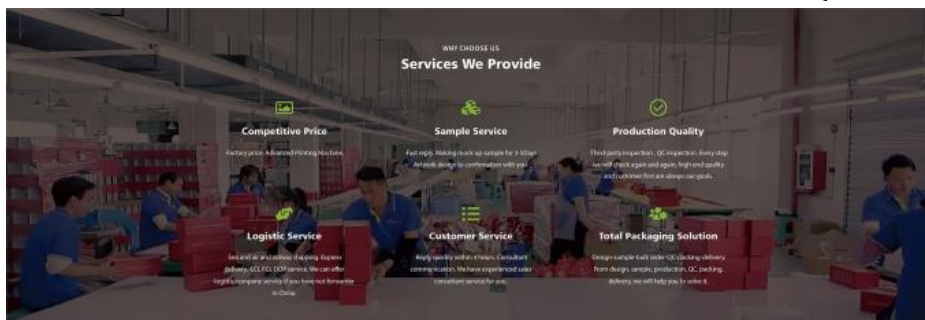 WHY CHOOSE US
Services We Provide
Competitive Price
Factory price. Advanced Printing Machine.
Sample Service
Fast reply. Making mock up sample for 3-5Days
Artwork design to confirmation with you.
Production Quality
Third-party inspection, QC inspection. Every step
we will check again and again, high end quality
and customer first are always our goals.
Logistic Service
Sea and air and railway shipping. Express
delivery. LCL FCL DDP service. We can offer
logistic company service if you have not forwarder
in China.
Customer Service
Reply quickly within 4 hours. Consultant
communication. We have experienced sales
consultant service for you.
Total Packaging Solution
Design-sample-bulk order-QC-packing-delivery.
From design, sample, production, QC, packing,
delivery, we will help you to solve it.